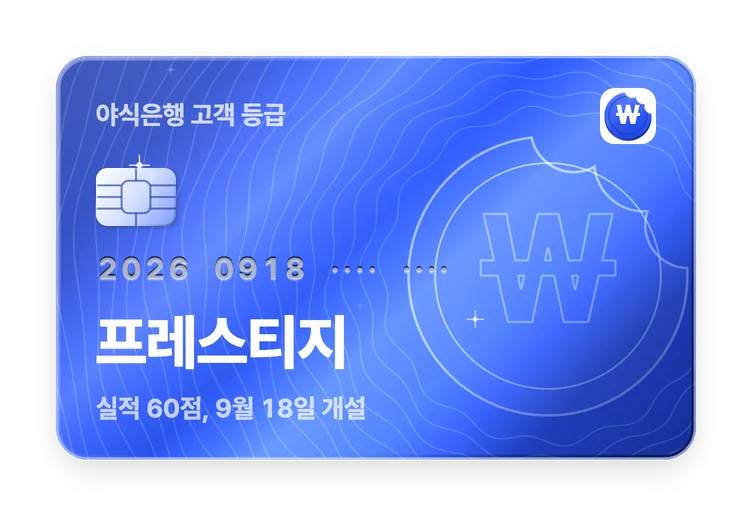 야식은행 고객 등급
₩
2026 0918 •••• ••••
₩
프레스티지
실적 60점, 9월 18일 개설